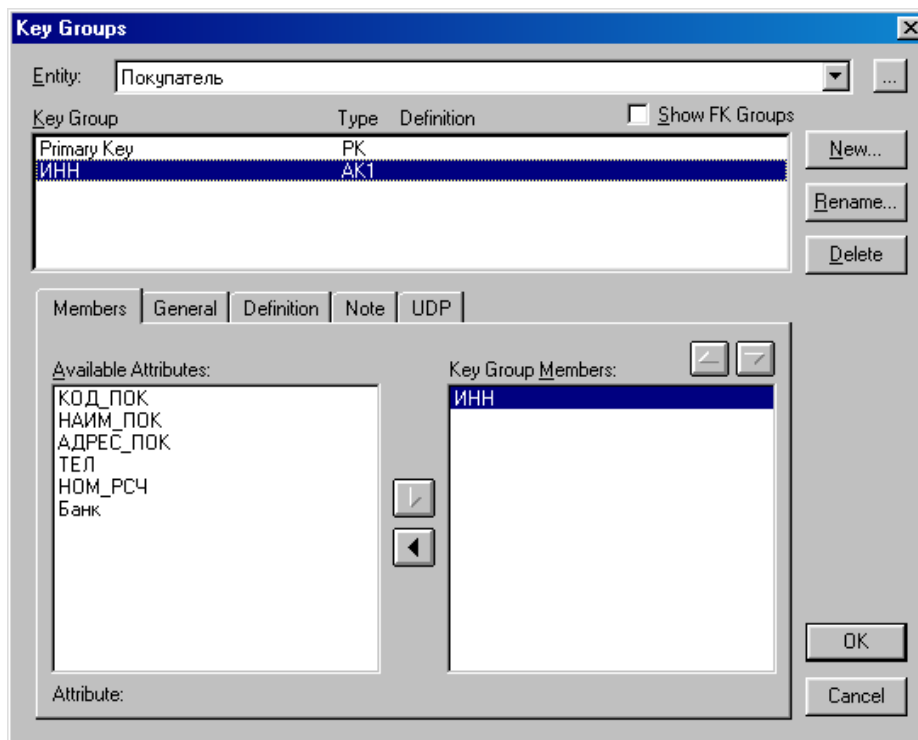 Key Groups
Entity: Покупатель ...
Key Group Type Definition Show FK Groups
Primary Key PK
ИНН AK1
New...
Rename...
Delete
Members General Definition Note UDP
Available Attributes: Key Group Members:
КОД_ПОК ИНН
НАИМ_ПОК
АДРЕС_ПОК
ТЕЛ
НОМ_РСЧ
Банк
Attribute:
OK
Cancel